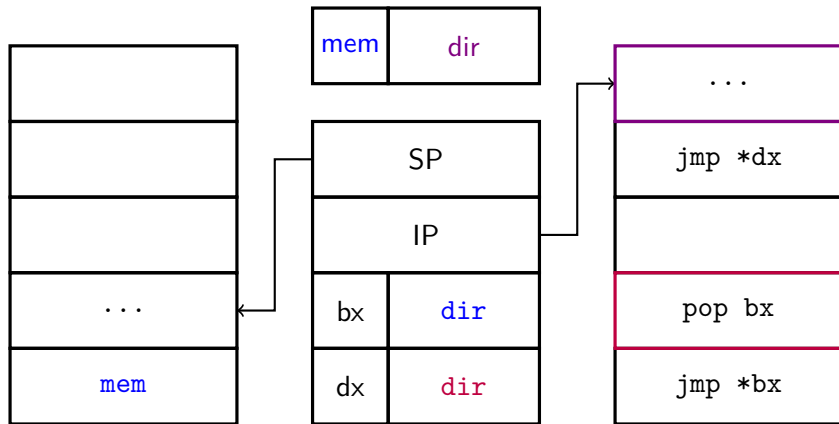 mem dir
...
jmp *dx
SP
IP
...
mem
bx dir
dx dir
pop bx
jmp *bx